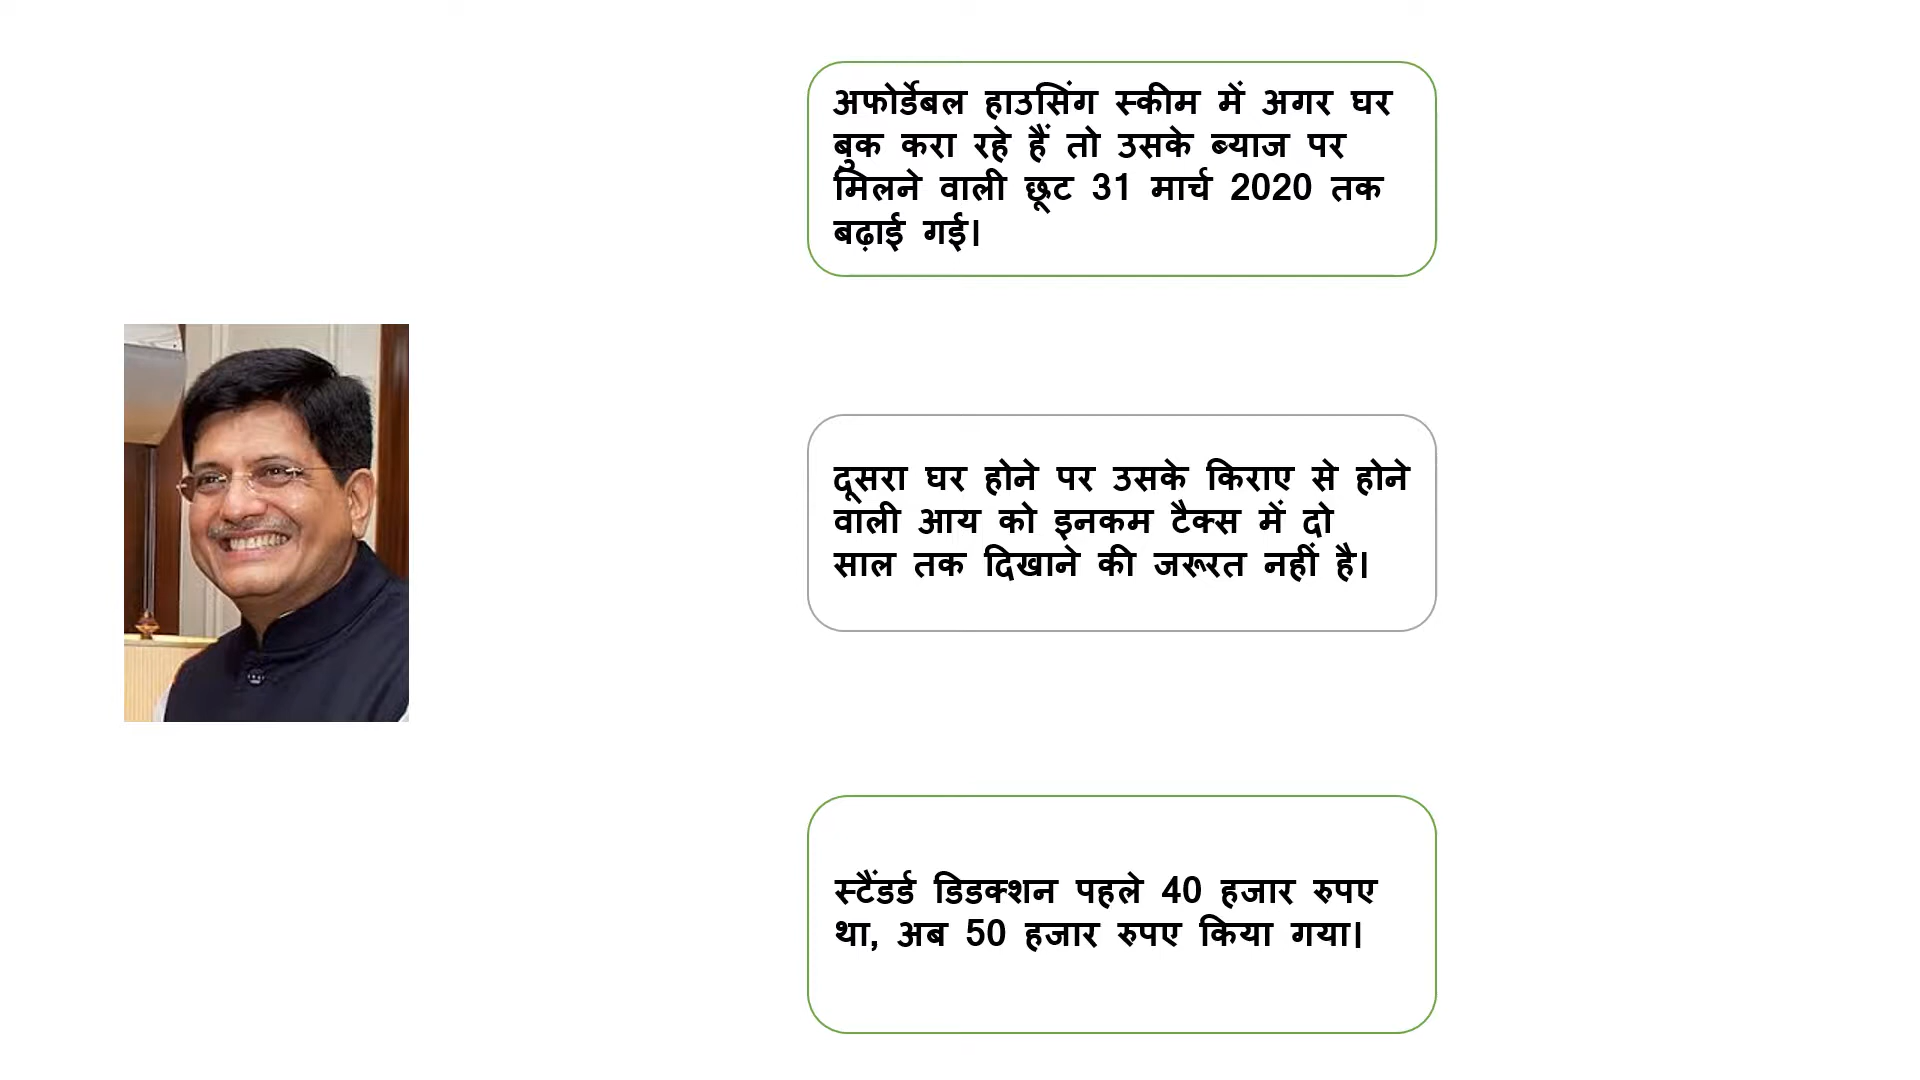 अफोर्डेबल हाउसिंग स्कीम में अगर घर
बुक करा रहे हैं तो उसके ब्याज पर
मिलने वाली छूट 31 मार्च 2020 तक
बढ़ाई गई।
दूसरा घर होने पर उसके किराए से होने
वाली आय को इनकम टैक्स में दो
साल तक दिखाने की जरूरत नहीं है।
स्टैंडर्ड डिडक्शन पहले 40 हजार रुपए
था, अब 50 हजार रुपए किया गया।